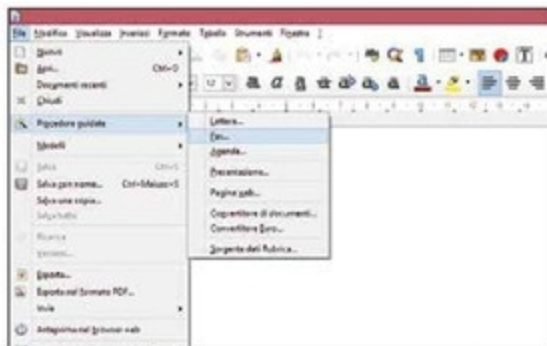 File Modifica Visualizza Inserisci Formato Tabella Strumenti Finestra ?
Nuovo
Apri... Ctrl+O
Documenti recenti
Chiudi
Procedure guidate
Modelli
Salva Ctrl+S
Salva con nome... Ctrl+Maiusc+S
Salva una copia...
Salva tutto
Ricarica
Versioni...
Esporta...
Esporta nel formato PDF...
Invia
Anteprima nel browser web
Lettera...
Fax...
Agenda...
Presentazione...
Pagina web...
Convertitore di documenti...
Convertitore Euro...
Sorgente dati Rubrica...